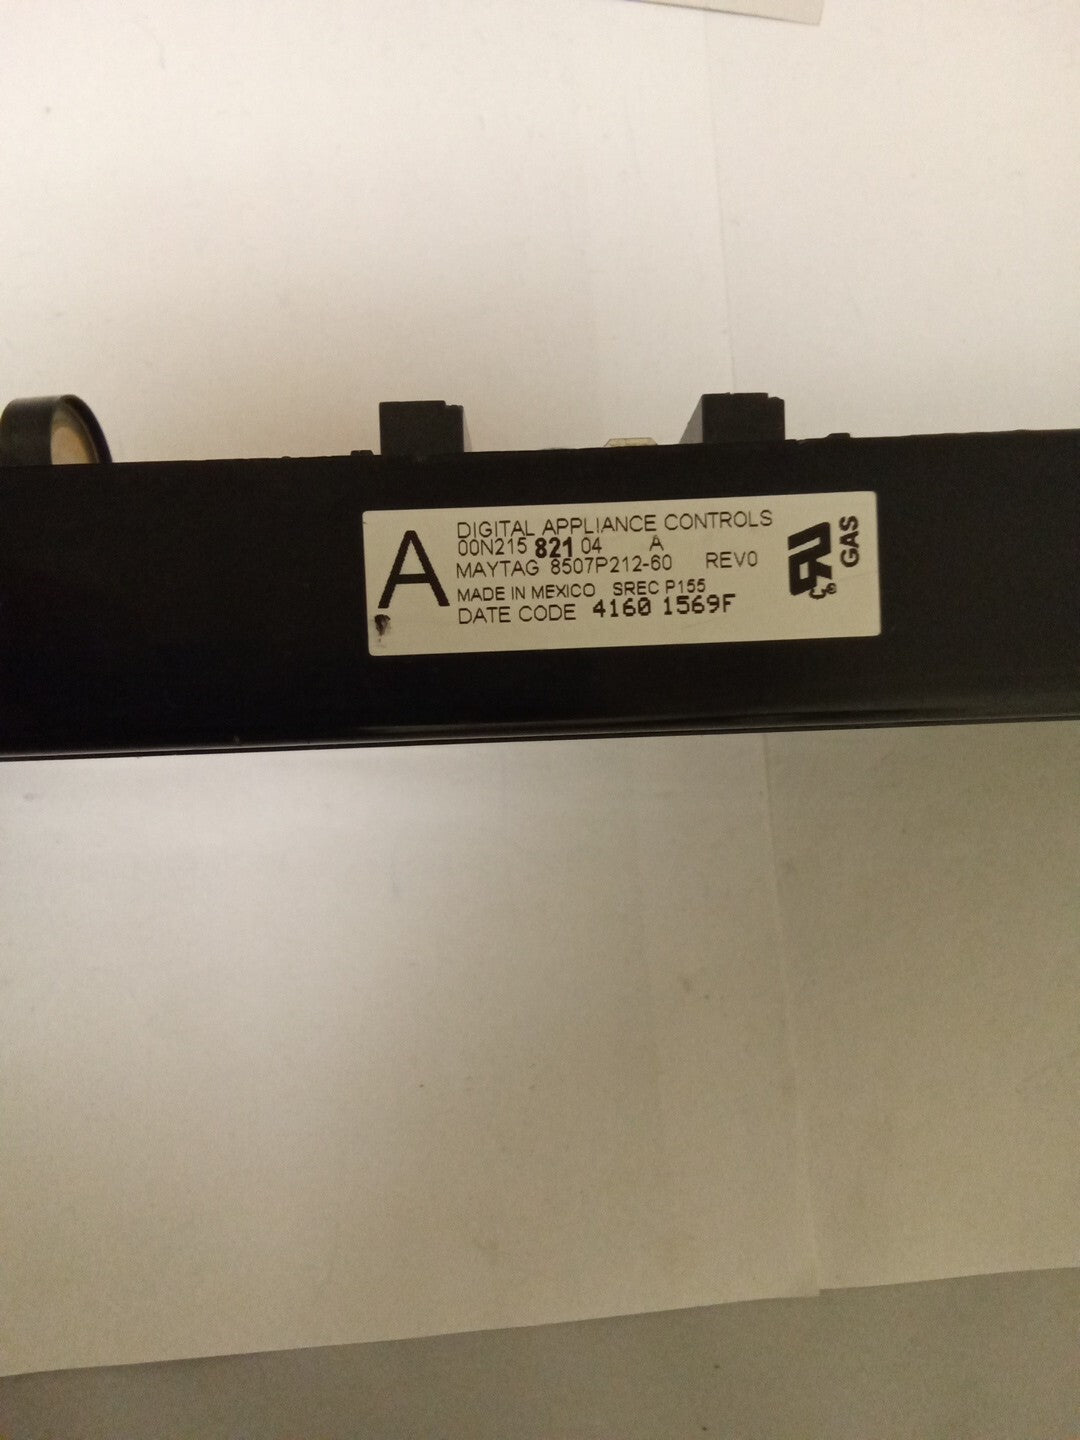 A
DIGITAL APPLIANCE CONTROLS
00N215 821 04 A
MAYTAG 8507P212-60 REV0
MADE IN MEXICO SREC P155
DATE CODE 4160 1569F
GAS